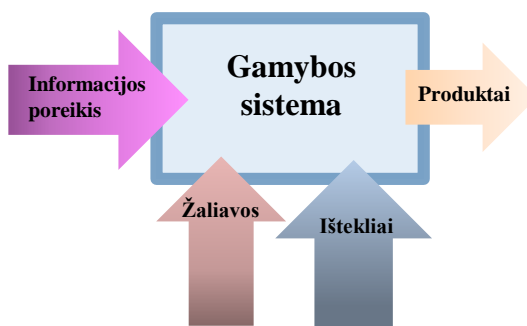 Gamybos
sistema
Informacijos
poreikis
Produktai
Žaliavos
Ištekliai